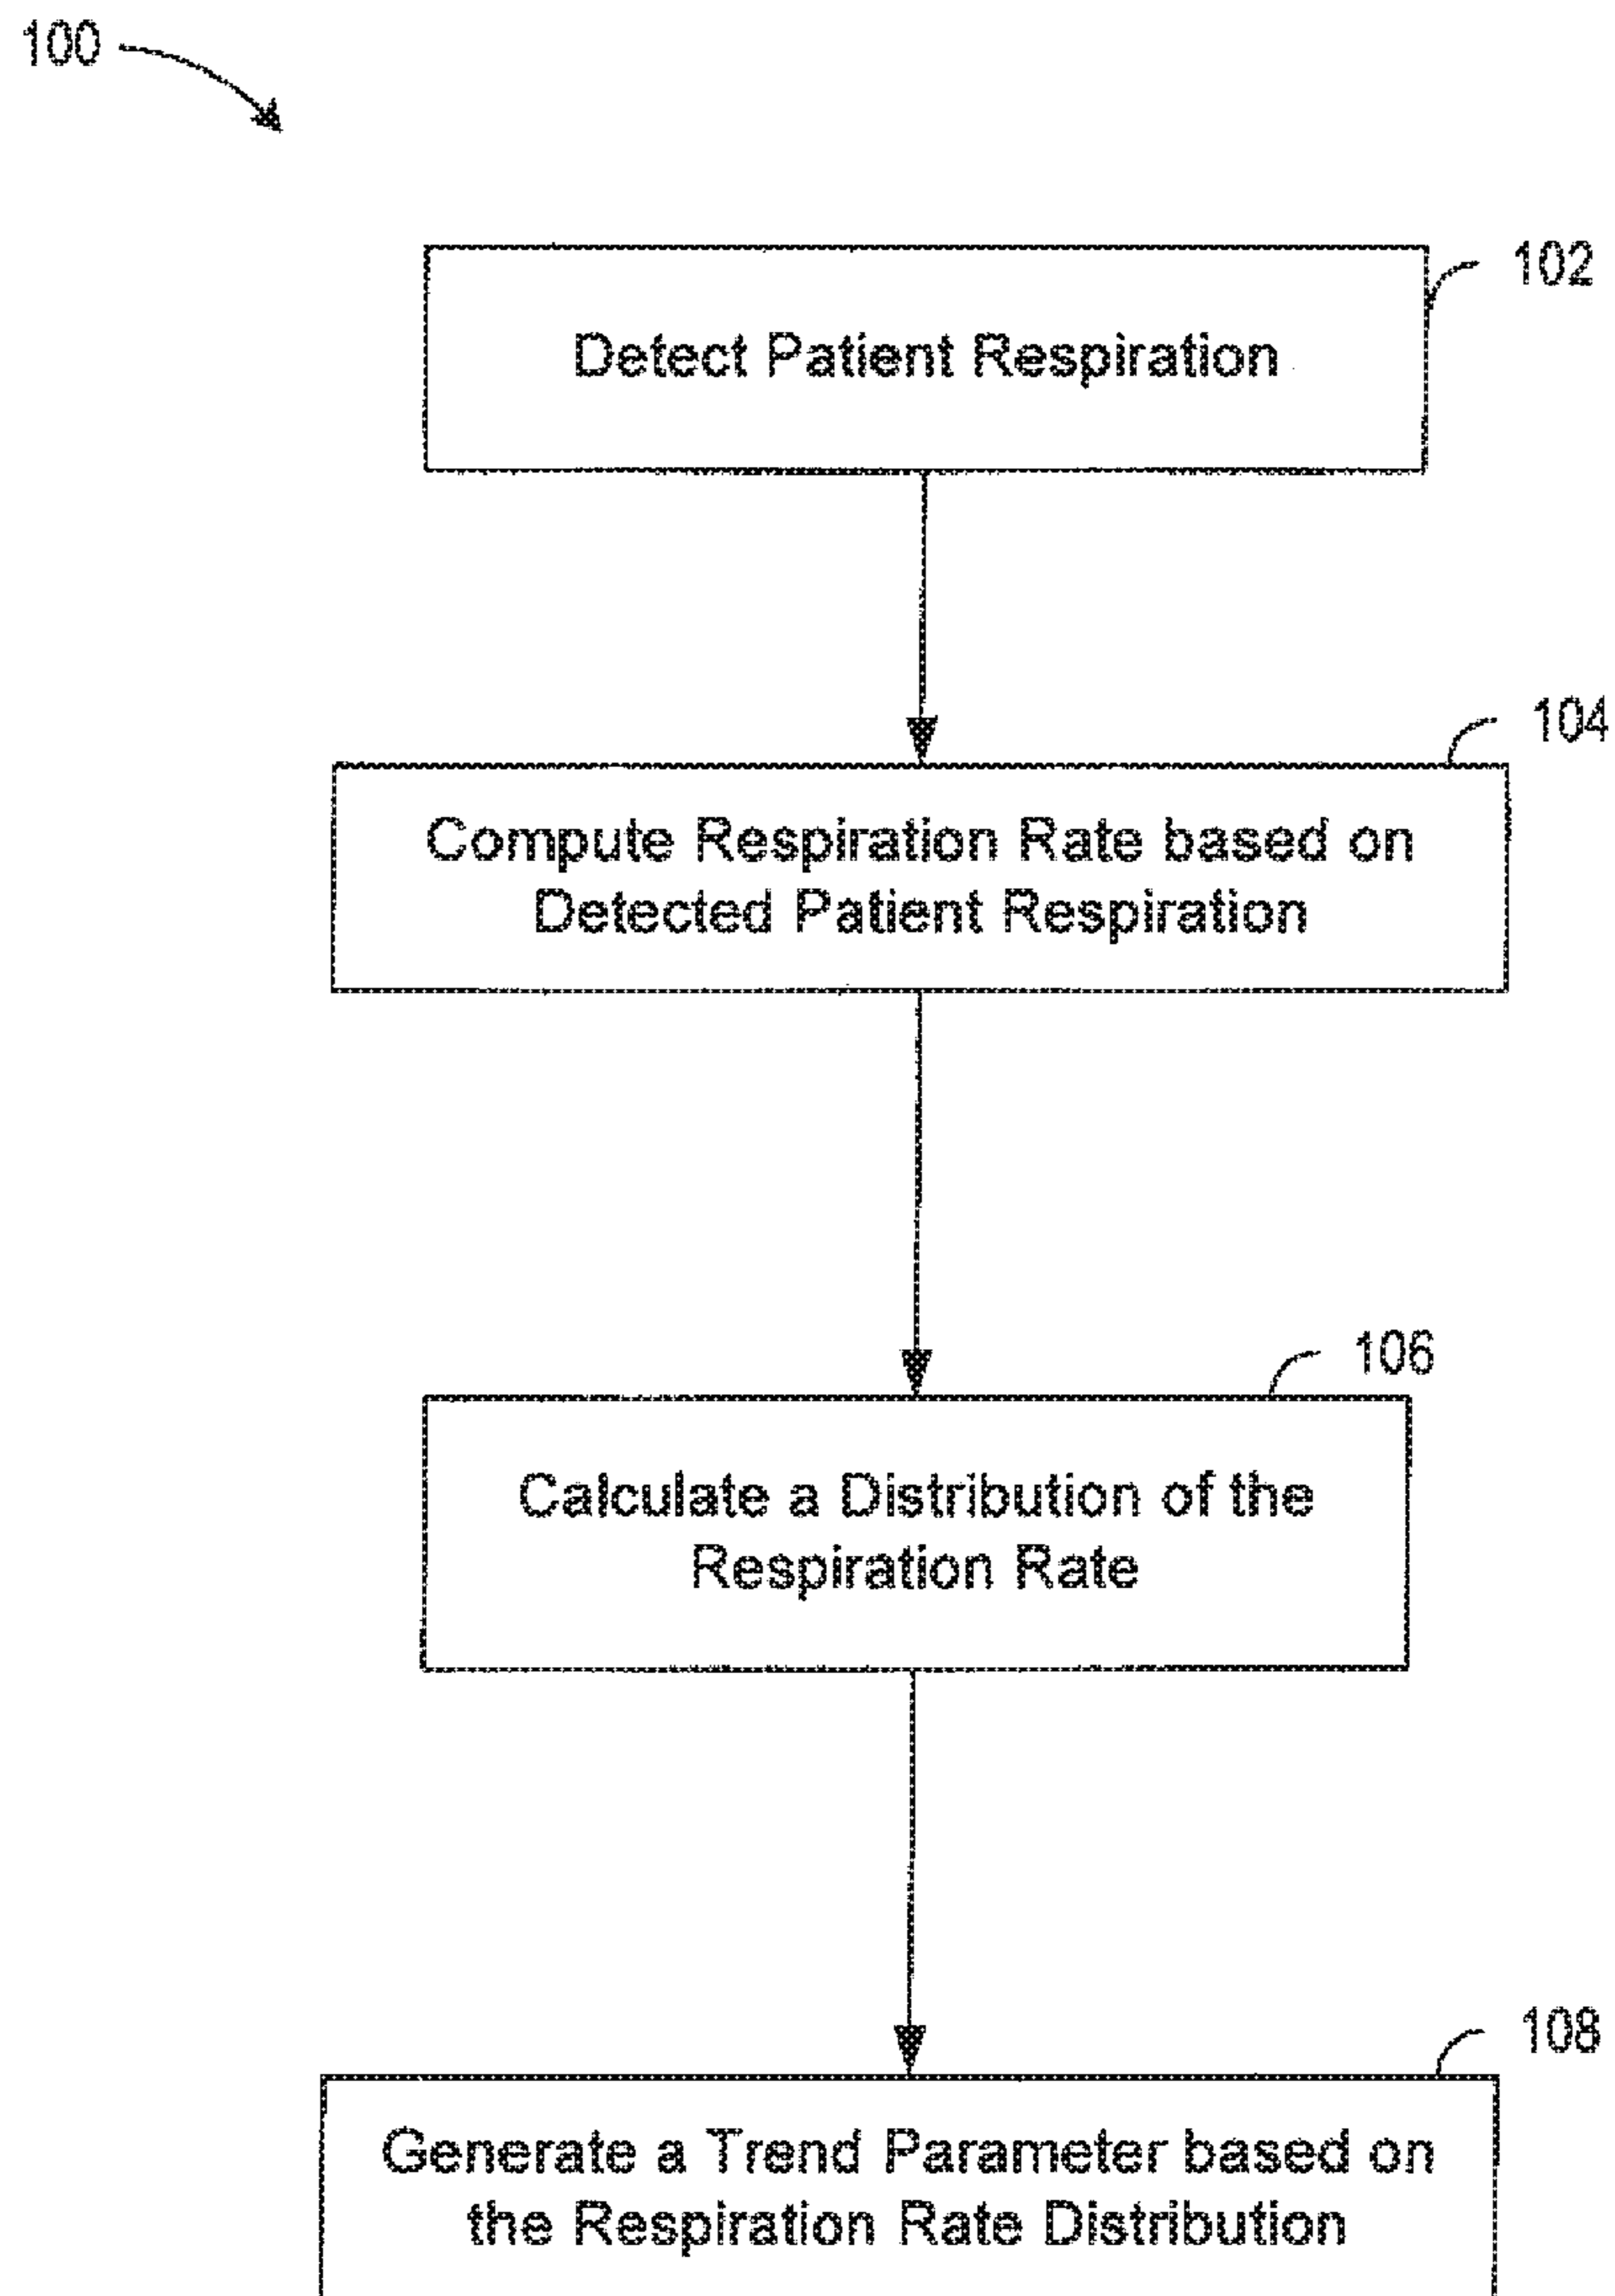 100
102
Detect Patient Respiration
104
Compute Respiration Rate based on
Detected Patient Respiration
106
Calculate a Distribution of the
Respiration Rate
108
Generate a Trend Parameter based on
the Respiration Rate Distribution